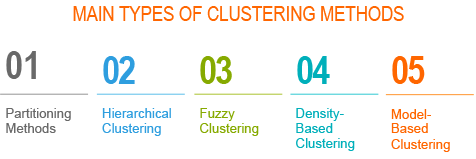 MAIN TYPES OF CLUSTERING METHODS
01
Partitioning
Methods
02
Hierarchical
Clustering
03
Fuzzy
Clustering
04
Density-
Based
Clustering
05
Model-
Based
Clustering